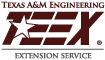 TEXAS A&M ENGINEERING
TEEX
EXTENSION SERVICE